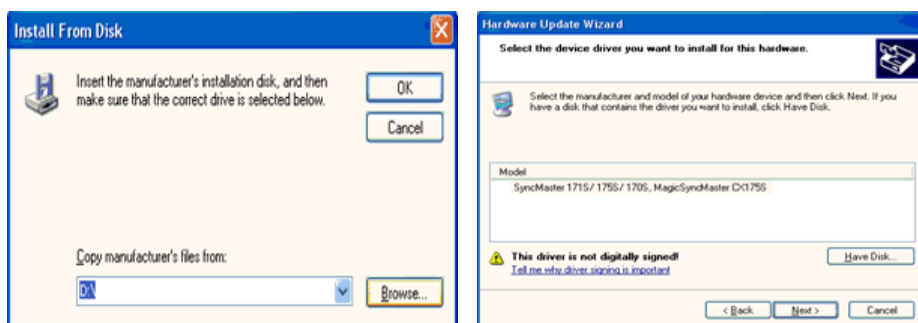 Install From Disk
Insert the manufacturer's installation disk, and then
make sure that the correct drive is selected below.
OK
Cancel
Copy manufacturer's files from:
D:\
Browse...
Hardware Update Wizard
Select the device driver you want to install for this hardware.
Select the manufacturer and model of your hardware device and then click Next. If you
have a disk that contains the driver you want to install, click Have Disk.
Model
SyncMaster 171S/ 175S/ 170S, MagicSyncMaster CX175S
This driver is not digitally signed!
Tell me why driver signing is important
Have Disk...
< Back
Next >
Cancel